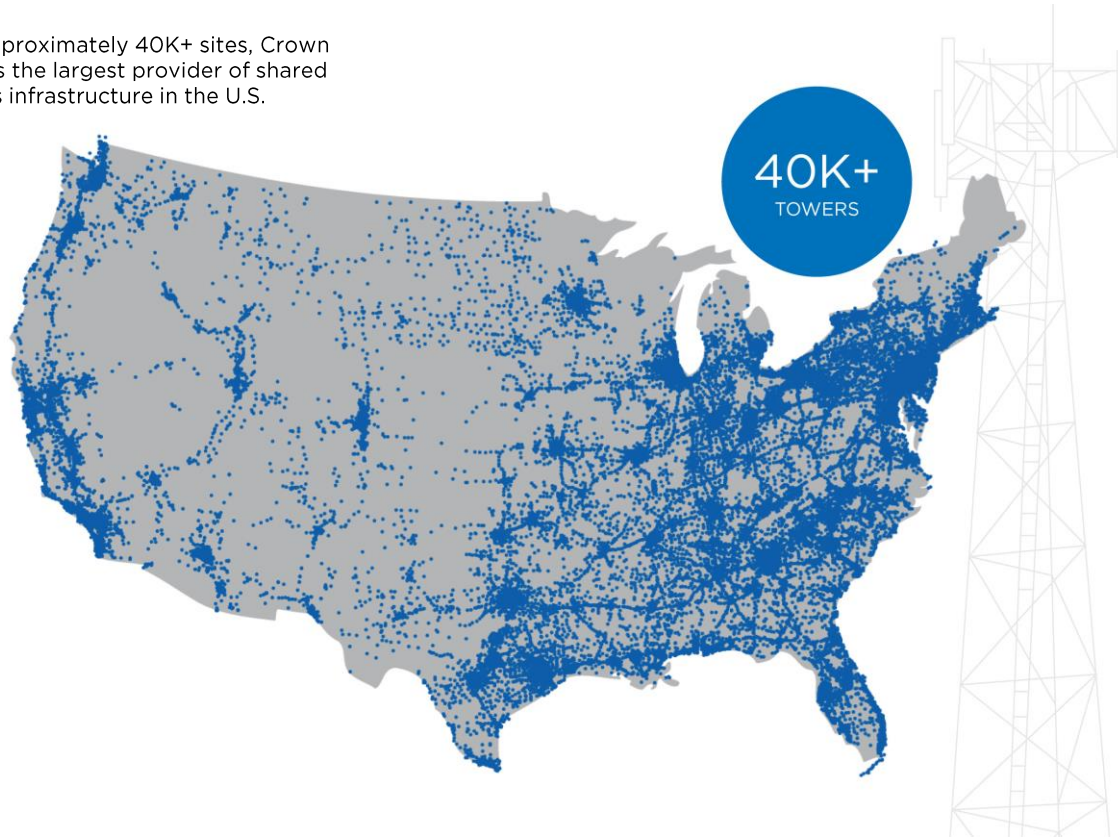 proximately 40K+ sites, Crown
s the largest provider of shared
s infrastructure in the U.S.
40K+
TOWERS